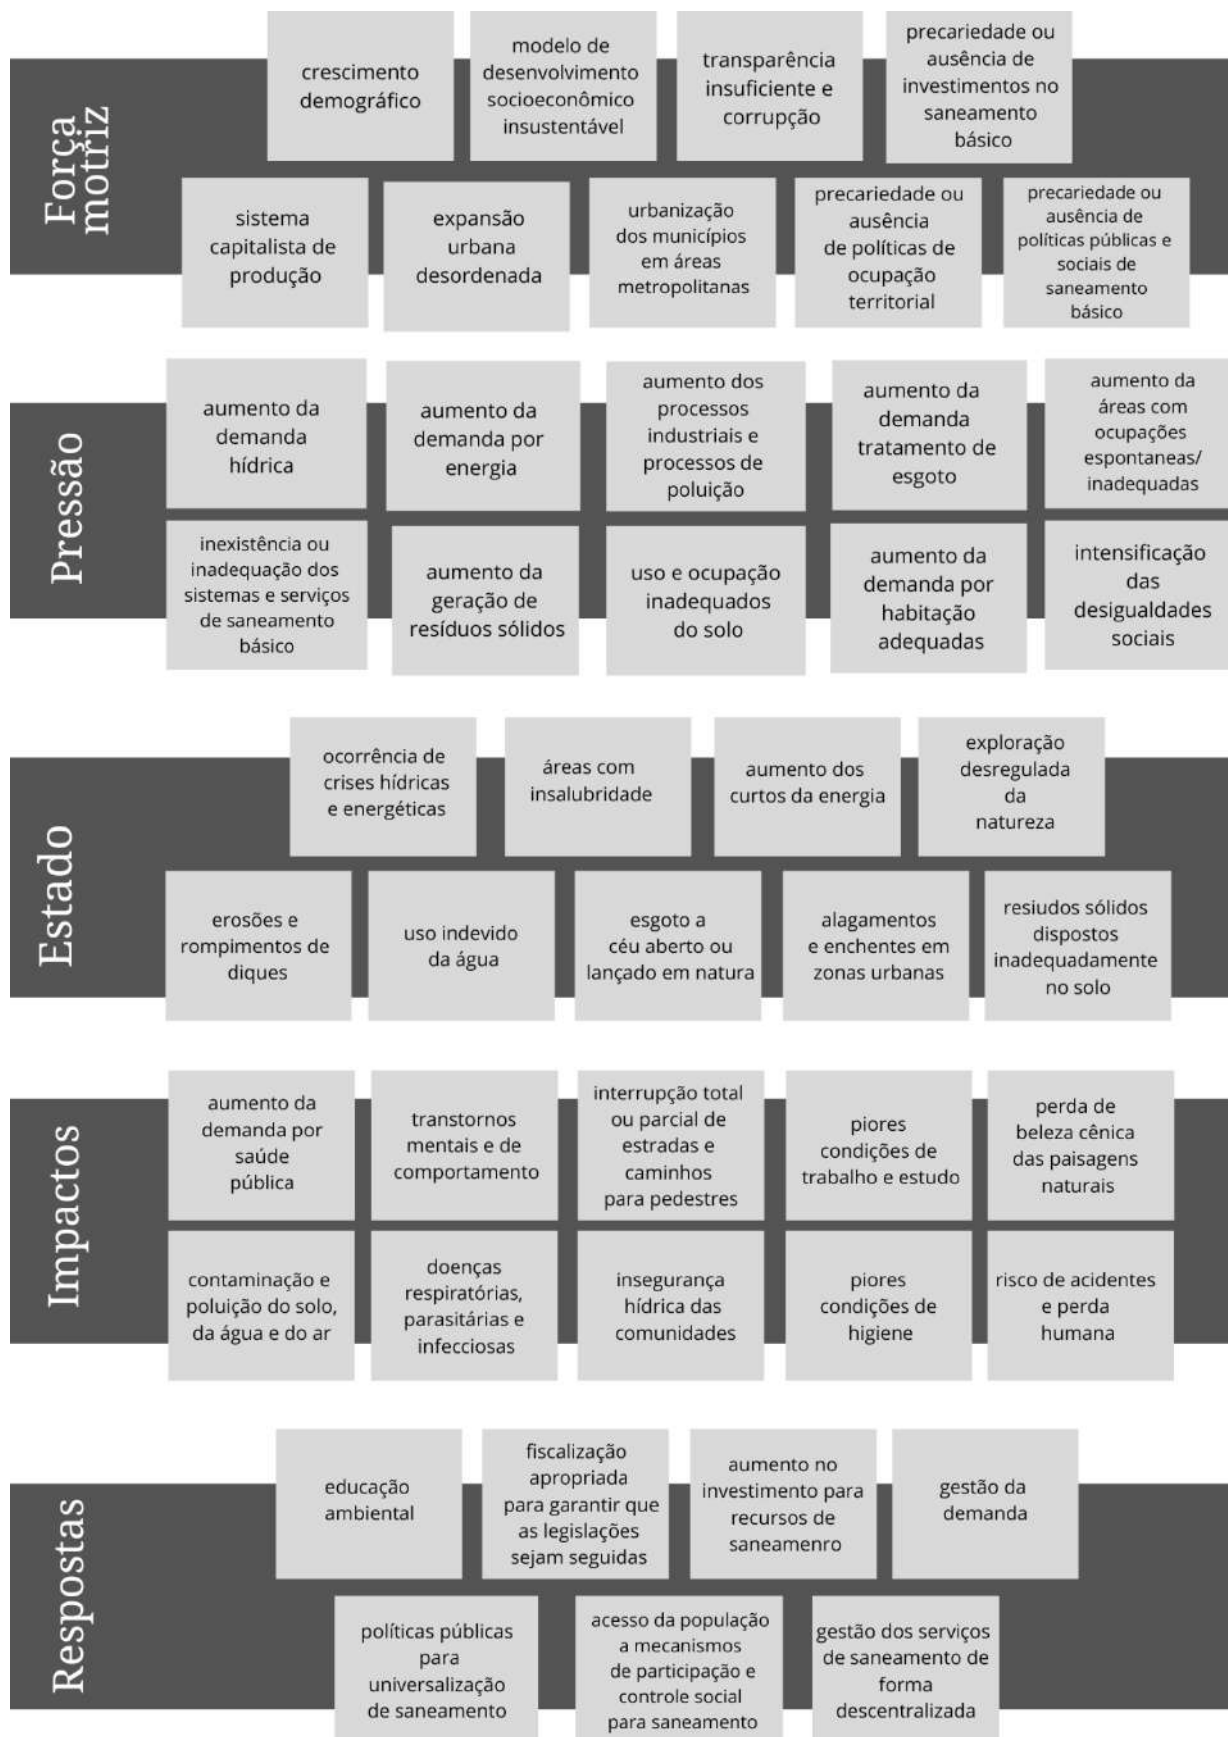 Força
motriz
crescimento
demográfico
modelo de
desenvolvimento
socioeconômico
insustentável
transparência
insuficiente e
corrupção
precariedade ou
ausência de
investimentos no
saneamento
básico
sistema
capitalista de
produção
expansão
urbana
desordenada
urbanização
dos municípios
em áreas
metropolitanas
precariedade ou
ausência
de políticas de
ocupação
territorial
precariedade ou
ausência de
políticas públicas e
sociais de
saneamento
básico
Pressão
aumento da
demanda
hídrica
aumento da
demanda por
energia
aumento dos
processos
industriais e
processos de
poluição
aumento da
demanda
tratamento de
esgoto
aumento da
áreas com
ocupações
espontaneas/
inadequadas
inexistência ou
inadequação dos
sistemas e serviços
de saneamento
básico
aumento da
geração de
resíduos sólidos
uso e ocupação
inadequados
do solo
aumento da
demanda por
habitação
adequadas
intensificação
das
desigualdades
sociais
Estado
ocorrência de
crises hídricas
e energéticas
áreas com
insalubridade
aumento dos
curtos da energia
exploração
desregulada
da
natureza
erosões e
rompimentos de
diques
uso indevido
da água
esgoto a
céu aberto ou
lançado em natura
alagamentos
e enchentes em
zonas urbanas
resiudos sólidos
dispostos
inadequadamente
no solo
Impactos
aumento da
demanda por
saúde
pública
transtornos
mentais e de
comportamento
interrupção total
ou parcial de
estradas e
caminhos
para pedestres
piores
condições de
trabalho e estudo
perda de
beleza cênica
das paisagens
naturais
contaminação e
poluição do solo,
da água e do ar
doenças
respiratórias,
parasitárias e
infecciosas
insegurança
hídrica das
comunidades
piores
condições de
higiene
risco de acidentes
e perda
humana
Respostas
educação
ambiental
fiscalização
apropriada
para garantir que
as legislações
sejam seguidas
aumento no
investimento para
recursos de
saneamenro
gestão da
demanda
políticas públicas
para
universalização
de saneamento
acesso da população
a mecanismos
de participação e
controle social
para saneamento
gestão dos serviços
de saneamento de
forma
descentralizada